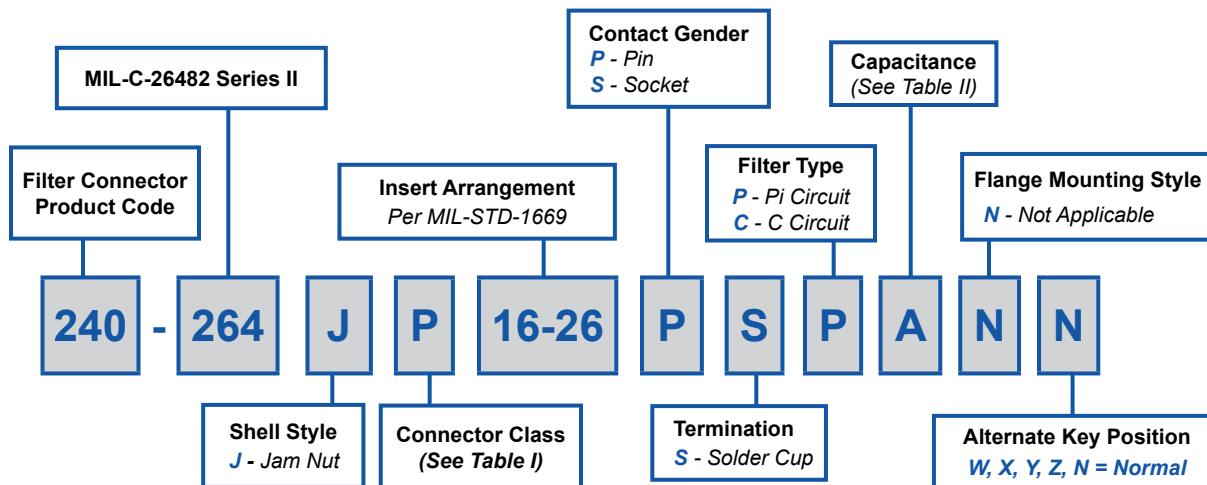 MIL-C-26482 Series II
Contact Gender
P - Pin
S - Socket
Capacitance
(See Table II)
Filter Connector
Product Code
Insert Arrangement
Per MIL-STD-1669
Filter Type
P - Pi Circuit
C - C Circuit
Flange Mounting Style
N - Not Applicable
240 - 264 J P 16-26 P S P A N N
Shell Style
J - Jam Nut
Connector Class
(See Table I)
Termination
S - Solder Cup
Alternate Key Position
W, X, Y, Z, N = Normal